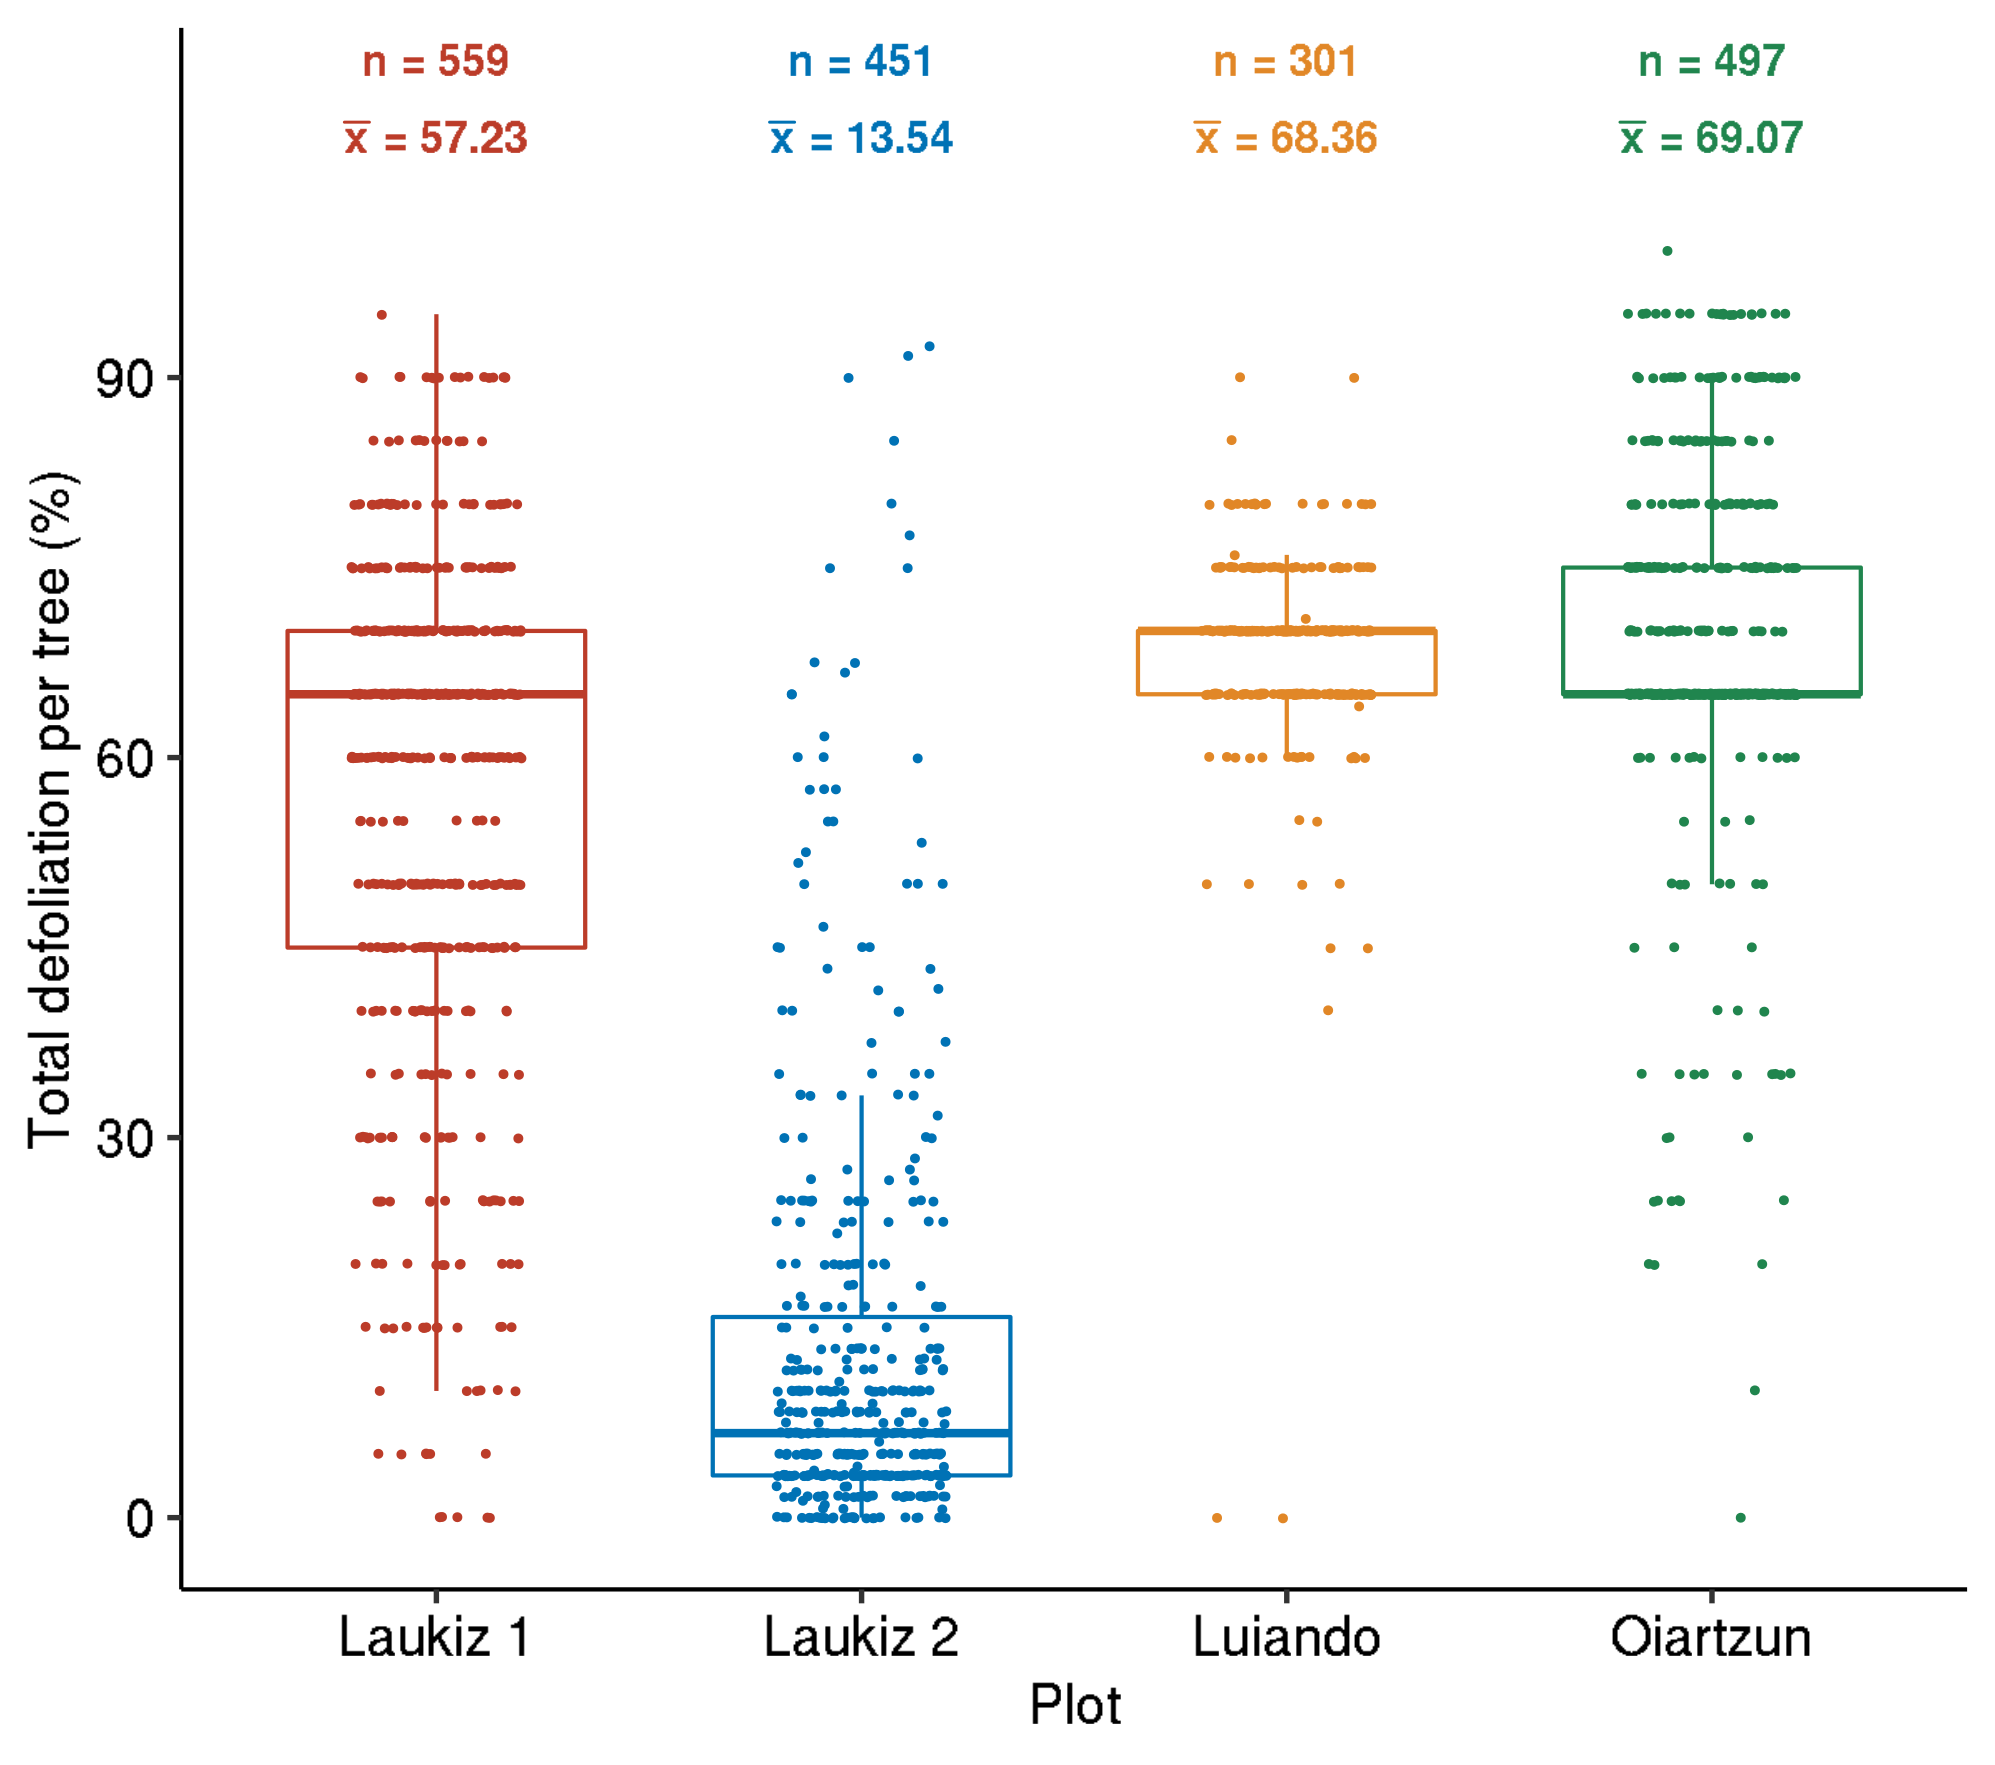 n = 559 n = 451 n = 301 n = 497
x̅ = 57.23 x̅ = 13.54 x̅ = 68.36 x̅ = 69.07
90
60
30
0
Total defoliation per tree (%)
Laukiz 1 Laukiz 2 Luiando Oiartzun
Plot